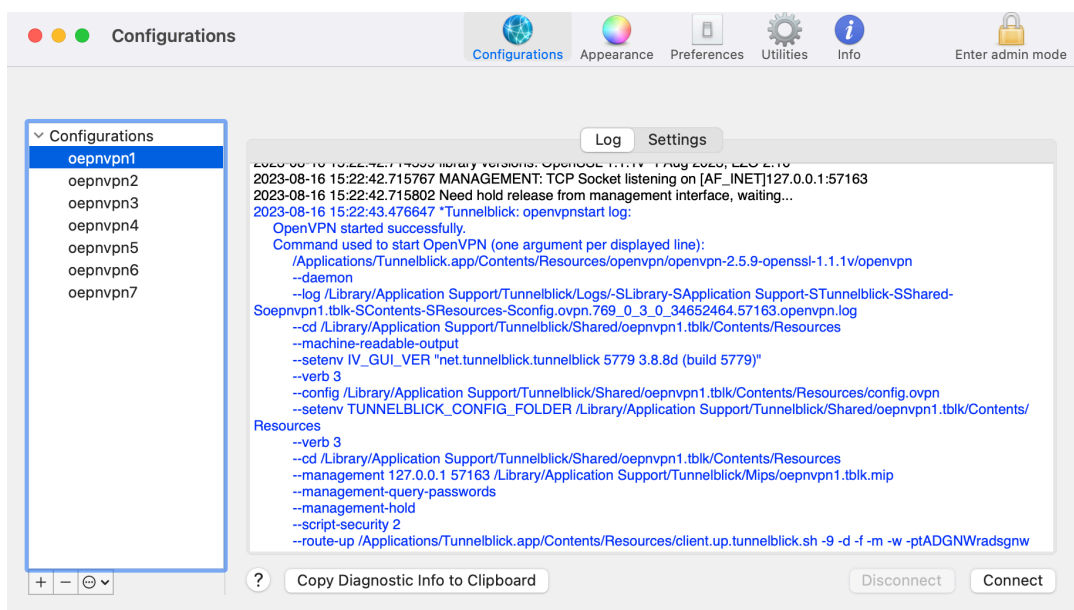 Configurations
Configurations
Appearance
Preferences
Utilities
Info
Enter admin mode
Configurations
oepnvpn1
oepnvpn2
oepnvpn3
oepnvpn4
oepnvpn5
oepnvpn6
oepnvpn7
Log
Settings
2023-08-16 15:22:42.715767 MANAGEMENT: TCP Socket listening on [AF_INET]127.0.0.1:57163
2023-08-16 15:22:42.715802 Need hold release from management interface, waiting...
2023-08-16 15:22:43.476647 *Tunnelblick: openvpnstart log:
OpenVPN started successfully.
Command used to start OpenVPN (one argument per displayed line):
/Applications/Tunnelblick.app/Contents/Resources/openvpn/openvpn-2.5.9-openssl-1.1.1v/openvpn
--daemon
--log /Library/Application Support/Tunnelblick/Logs/-SLibrary-SApplication Support-STunnelblick-SShared-
Soepnvpn1.tblk-SContents-SResources-Sconfig.ovpn.769_0_3_0_34652464.57163.openvpn.log
--cd /Library/Application Support/Tunnelblick/Shared/oepnvpn1.tblk/Contents/Resources
--machine-readable-output
--setenv IV_GUI_VER "net.tunnelblick.tunnelblick 5779 3.8.8d (build 5779)"
--verb 3
--config /Library/Application Support/Tunnelblick/Shared/oepnvpn1.tblk/Contents/Resources/config.ovpn
--setenv TUNNELBLICK_CONFIG_FOLDER /Library/Application Support/Tunnelblick/Shared/oepnvpn1.tblk/Contents/
Resources
--verb 3
--cd /Library/Application Support/Tunnelblick/Shared/oepnvpn1.tblk/Contents/Resources
--management 127.0.0.1 57163 /Library/Application Support/Tunnelblick/Mips/oepnvpn1.tblk.mip
--management-query-passwords
--management-hold
--script-security 2
--route-up /Applications/Tunnelblick.app/Contents/Resources/client.up.tunnelblick.sh -9 -d -f -m -w -ptADGNWradsgnw
? Copy Diagnostic Info to Clipboard
Disconnect
Connect